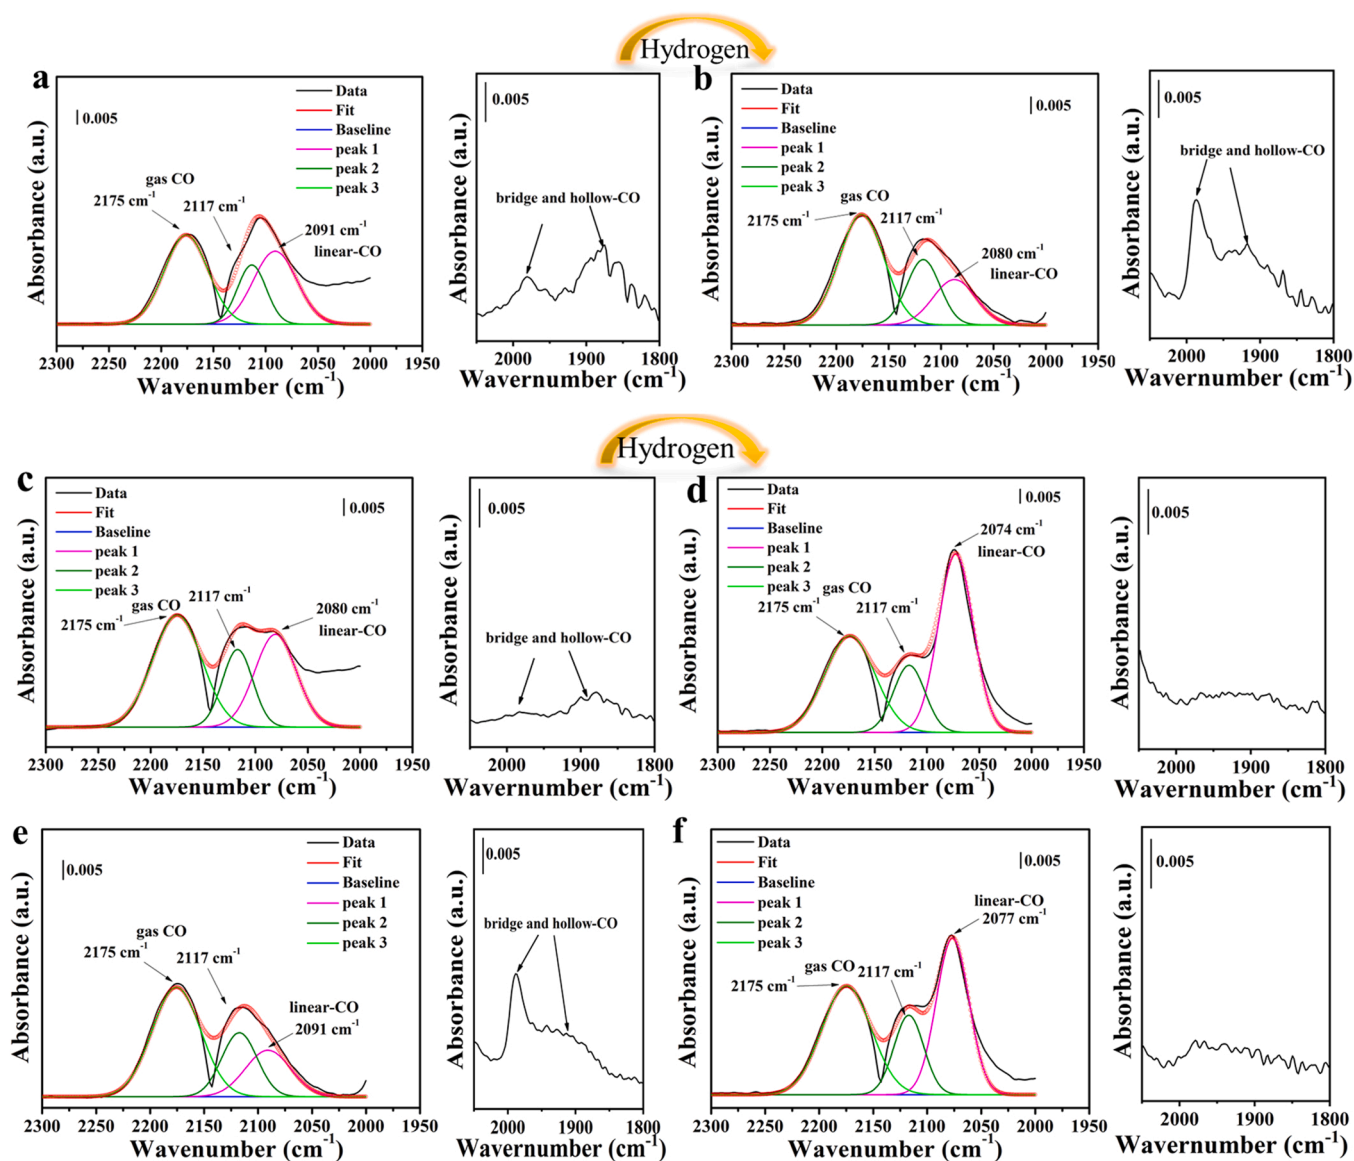 Hydrogen
a
Data
Fit
Baseline
peak 1
peak 2
peak 3
0.005
gas CO
2175 cm-1
2117 cm-1
2091 cm-1
linear-CO
Absorbance (a.u.)
2300 2250 2200 2150 2100 2050 2000 1950
Wavenumber (cm-1)
0.005
bridge and hollow-CO
Absorbance (a.u.)
2000 1900 1800
Wavernumber (cm-1)
b
Data
Fit
Baseline
peak 1
peak 2
peak 3
0.005
gas CO
2175 cm-1
2117 cm-1
2080 cm-1
linear-CO
Absorbance (a.u.)
2300 2250 2200 2150 2100 2050 2000 1950
Wavenumber (cm-1)
0.005
bridge and hollow-CO
Absorbance (a.u.)
2000 1900 1800
Wavernumber (cm-1)
Hydrogen
c
Data
Fit
Baseline
peak 1
peak 2
peak 3
0.005
gas CO
2175 cm-1
2117 cm-1
2080 cm-1
linear-CO
Absorbance (a.u.)
2300 2250 2200 2150 2100 2050 2000 1950
Wavenumber (cm-1)
0.005
bridge and hollow-CO
Absorbance (a.u.)
2000 1900 1800
Wavernumber (cm-1)
d
Data
Fit
Baseline
peak 1
peak 2
peak 3
0.005
gas CO
2175 cm-1
2117 cm-1
2074 cm-1
linear-CO
Absorbance (a.u.)
2300 2250 2200 2150 2100 2050 2000 1950
Wavenumber (cm-1)
0.005
Absorbance (a.u.)
2000 1900 1800
Wavernumber (cm-1)
e
Data
Fit
Baseline
peak 1
peak 2
peak 3
0.005
gas CO
2175 cm-1
2117 cm-1
linear-CO
2091 cm-1
Absorbance (a.u.)
2300 2250 2200 2150 2100 2050 2000 1950
Wavenumber (cm-1)
0.005
bridge and hollow-CO
Absorbance (a.u.)
2000 1900 1800
Wavernumber (cm-1)
f
Data
Fit
Baseline
peak 1
peak 2
peak 3
0.005
linear-CO
2077 cm-1
gas CO
2175 cm-1
2117 cm-1
Absorbance (a.u.)
2300 2250 2200 2150 2100 2050 2000 1950
Wavenumber (cm-1)
0.005
Absorbance (a.u.)
2000 1900 1800
Wavernumber (cm-1)